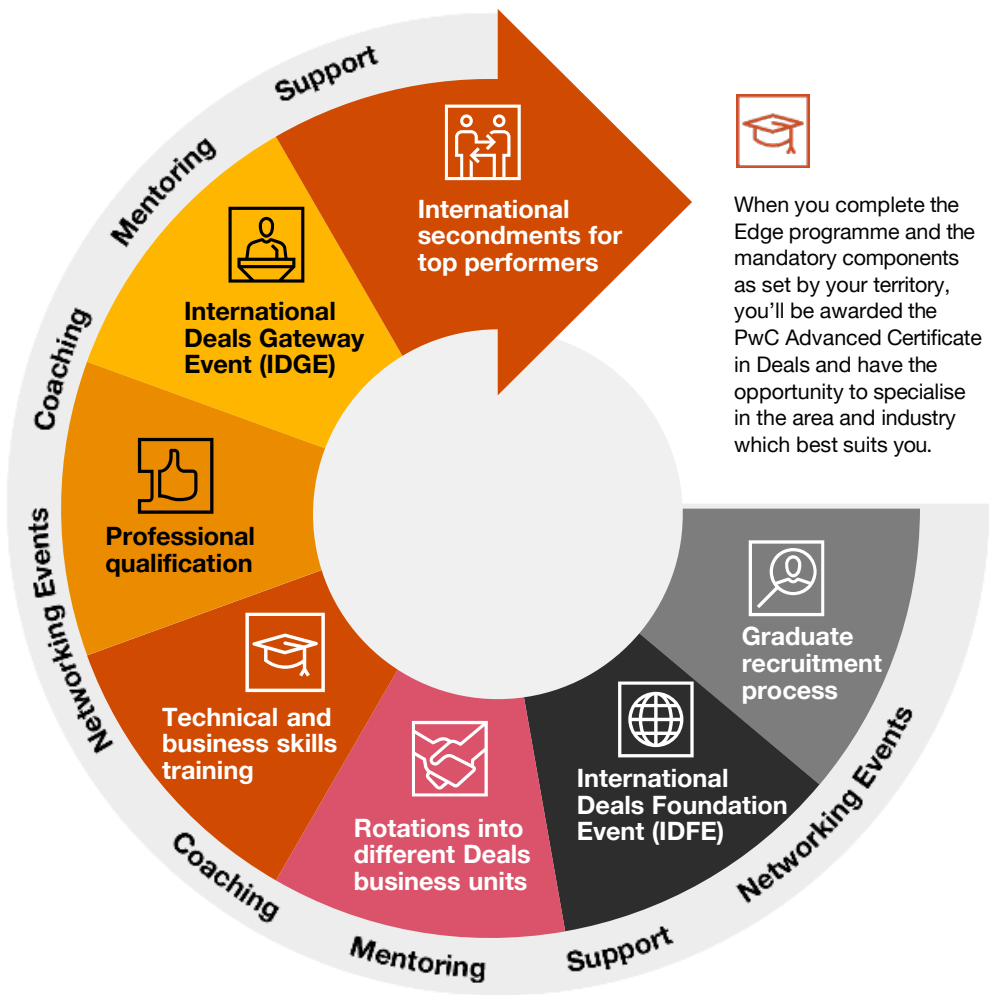 Support
Mentoring
Coaching
Networking Events
Coaching
Mentoring
Support
Networking Events
International
secondments for
top performers
International
Deals Gateway
Event (IDGE)
Professional
qualification
Technical and
business skills
training
Rotations into
different Deals
business units
International
Deals Foundation
Event (IDFE)
Graduate
recruitment
process
When you complete the
Edge programme and the
mandatory components
as set by your territory,
you’ll be awarded the
PwC Advanced Certificate
in Deals and have the
opportunity to specialise
in the area and industry
which best suits you.